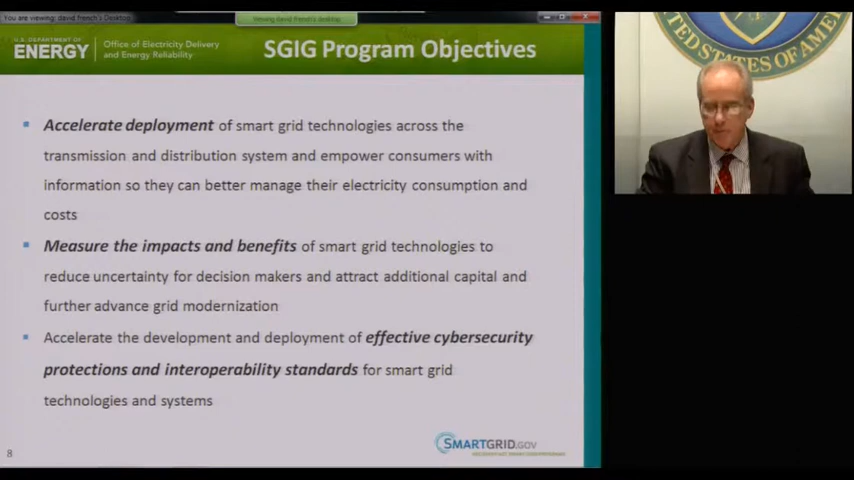 You are viewing: david french's Desktop
Viewing david french's desktop
U.S. DEPARTMENT OF
ENERGY
Office of Electricity Delivery
and Energy Reliability
SGIG Program Objectives
Accelerate deployment of smart grid technologies across the
transmission and distribution system and empower consumers with
information so they can better manage their electricity consumption and
costs
Measure the impacts and benefits of smart grid technologies to
reduce uncertainty for decision makers and attract additional capital and
further advance grid modernization
Accelerate the development and deployment of effective cybersecurity
protections and interoperability standards for smart grid
technologies and systems
8
SMARTGRID.GOV
UNITED STATES OF AMERICA